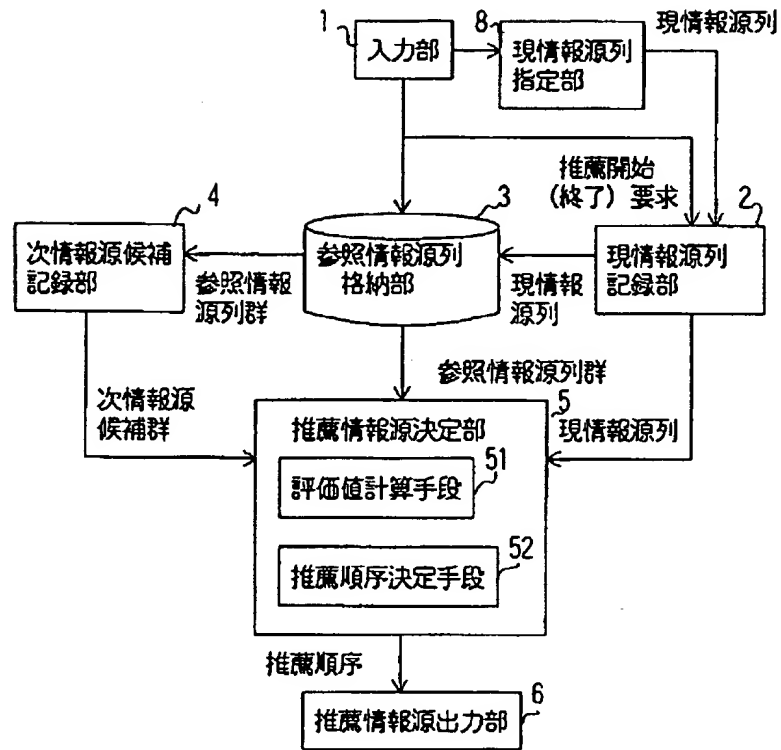 1
入力部
8
現情報源列
指定部
現情報源列
推薦開始
(終了)要求
4
次情報源候補
記録部
参照情報
源列群
3
参照情報源列
格納部
現情報
源列
2
現情報源列
記録部
次情報源
候補群
参照情報源列群
現情報源列
5
推薦情報源決定部
51
評価値計算手段
52
推薦順序決定手段
推薦順序
6
推薦情報源出力部